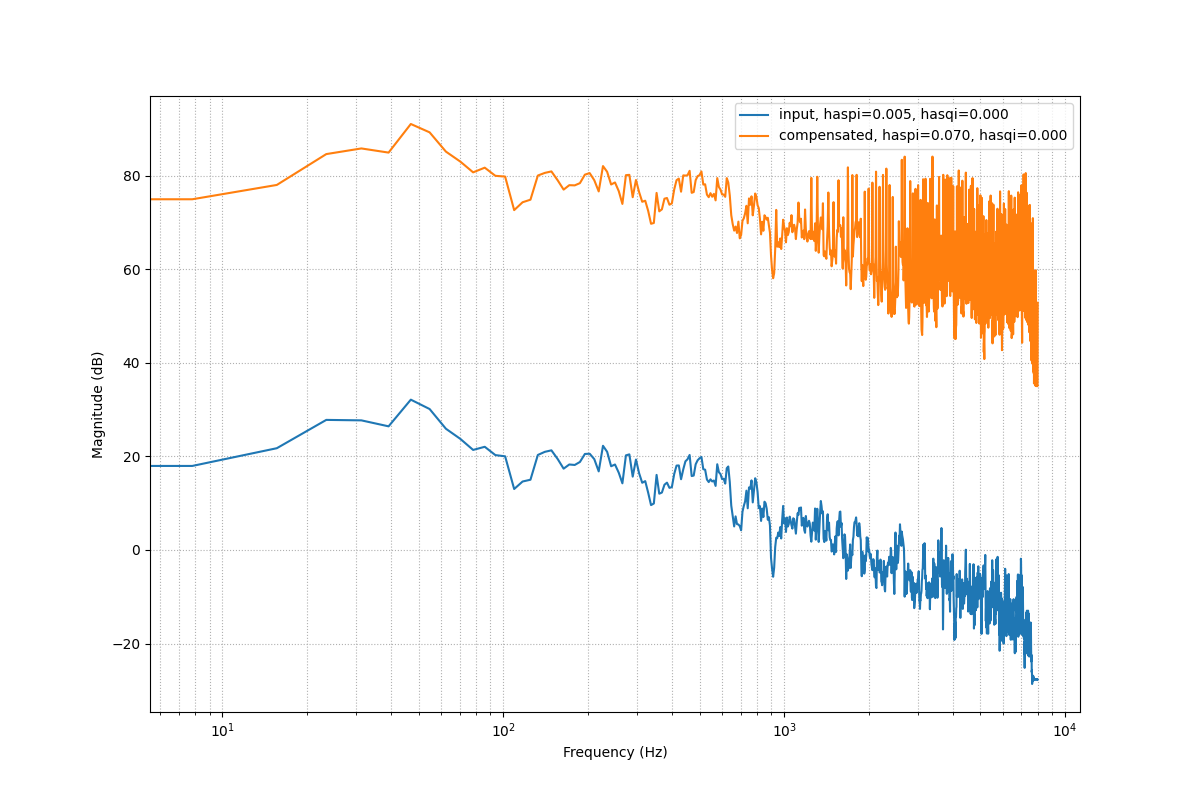 input, haspi=0.005, hasqi=0.000
compensated, haspi=0.070, hasqi=0.000
80
60
40
20
0
−20
Magnitude (dB)
10¹ 10² 10³ 10⁴
Frequency (Hz)